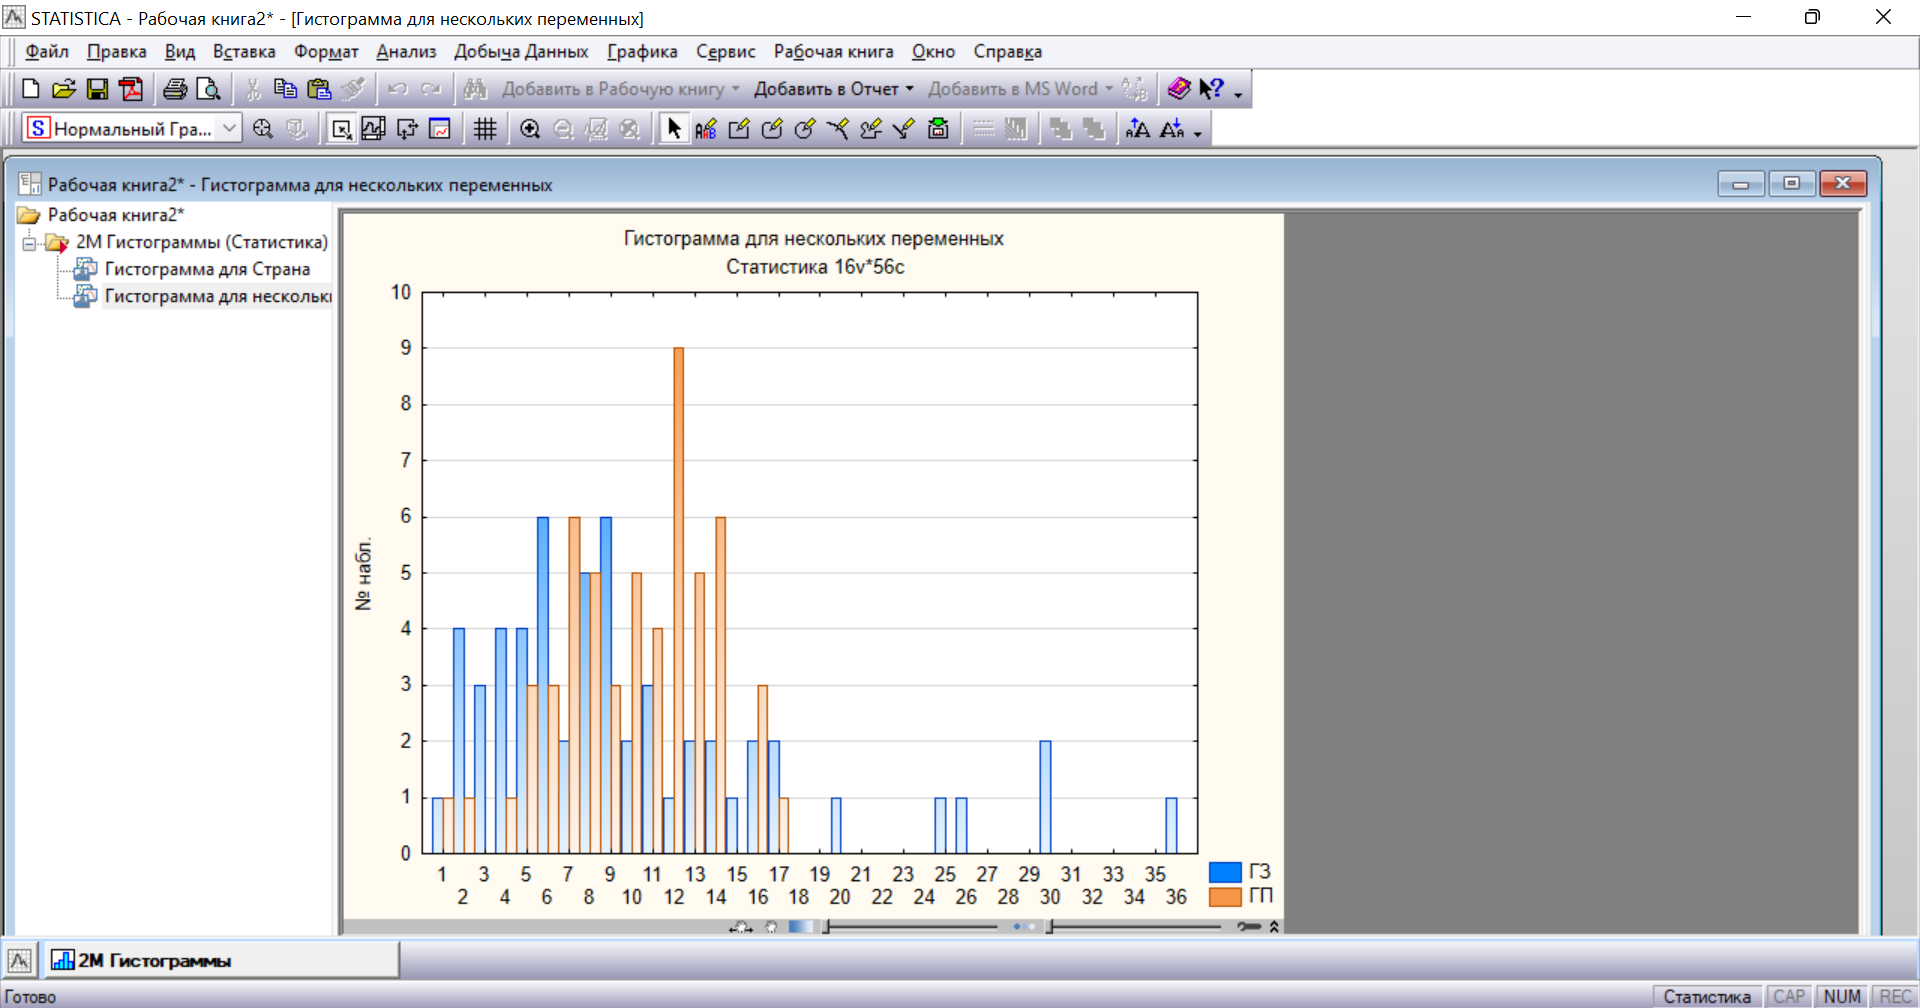 STATISTICA - Рабочая книга2* - [Гистограмма для нескольких переменных]
Файл Правка Вид Вставка Формат Анализ Добыча Данных Графика Сервис Рабочая книга Окно Справка
Добавить в Рабочую книгу Добавить в Отчет Добавить в MS Word
Нормальный Гра...
Рабочая книга2* - Гистограмма для нескольких переменных
Рабочая книга2*
2М Гистограммы (Статистика)
Гистограмма для Страна
Гистограмма для нескольки
Гистограмма для нескольких переменных
Статистика 16v*56c
10
9
8
7
6
5
4
3
2
1
0
№ набл.
1 3 5 7 9 11 13 15 17 19 21 23 25 27 29 31 33 35
2 4 6 8 10 12 14 16 18 20 22 24 26 28 30 32 34 36
ГЗ
ГП
2М Гистограммы
Готово
Статистика CAP NUM REC